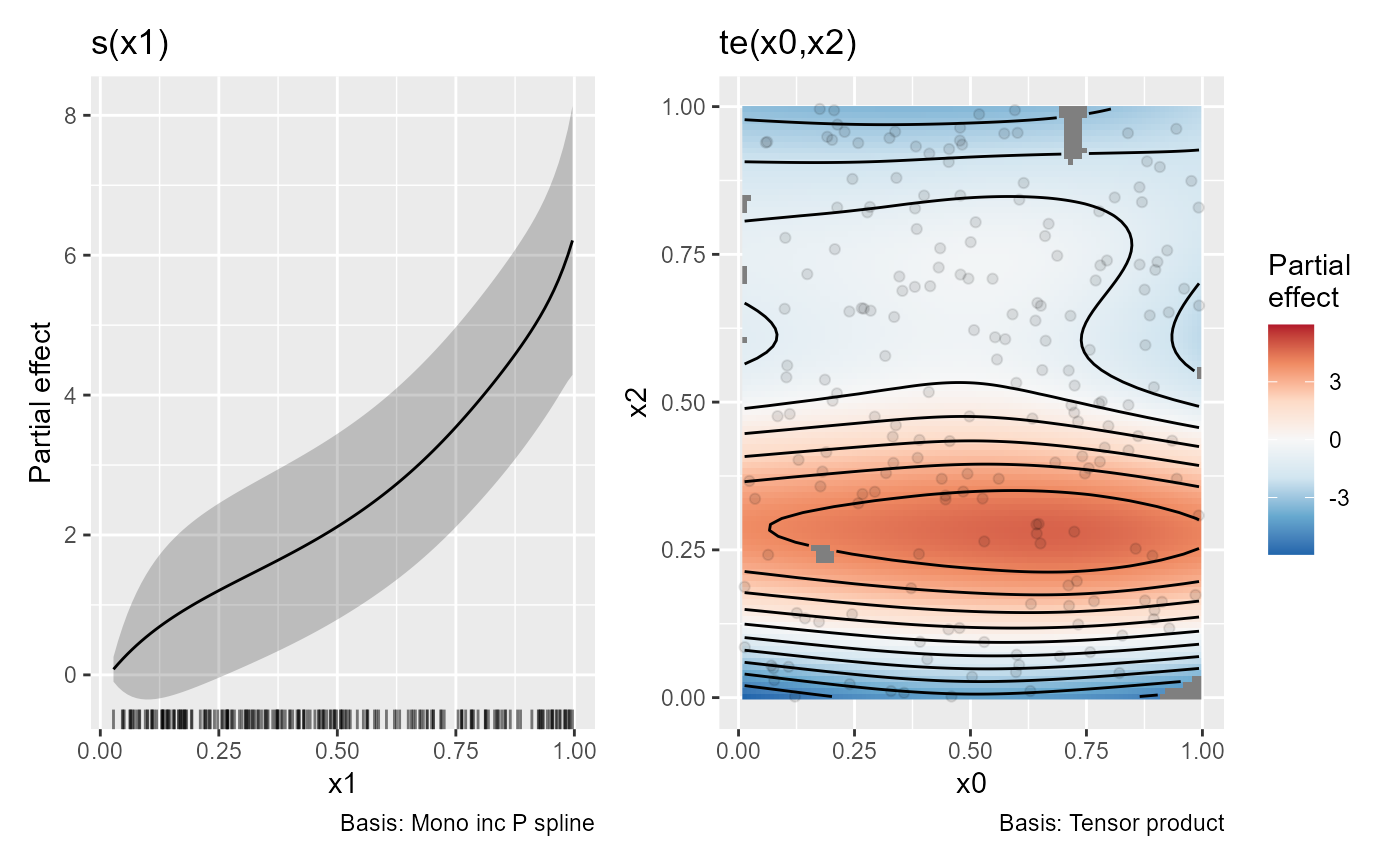 s(x1)
Partial effect
8
6
4
2
0
0.00 0.25 0.50 0.75 1.00
x1
Basis: Mono inc P spline
te(x0,x2)
x2
1.00
0.75
0.50
0.25
0.00
0.00 0.25 0.50 0.75 1.00
x0
Basis: Tensor product
Partial
effect
3
0
-3